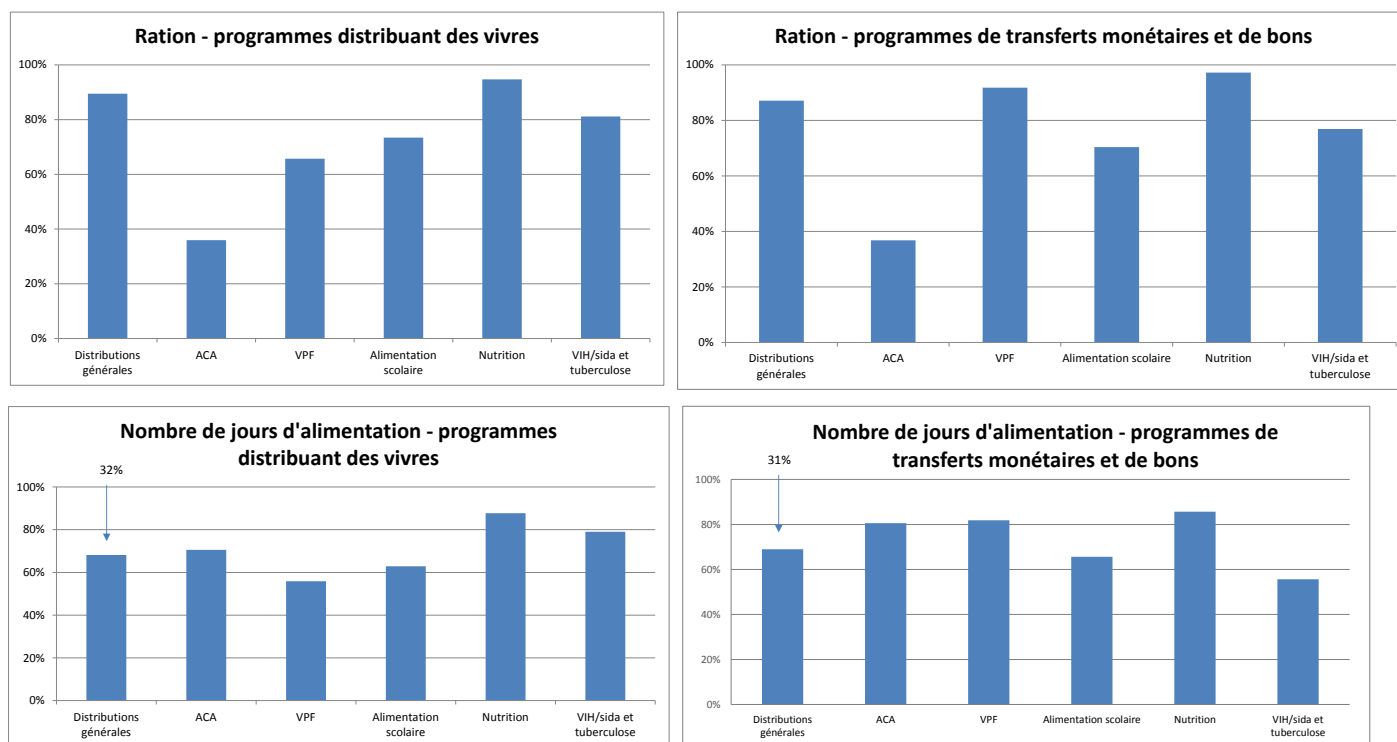 Ration - programmes distribuant des vivres
100%
80%
60%
40%
20%
0%
Distributions
générales
ACA
VPF
Alimentation
scolaire
Nutrition
VIH/sida et
tuberculose
Ration - programmes de transferts monétaires et de bons
100%
80%
60%
40%
20%
0%
Distributions
générales
ACA
VPF
Alimentation scolaire
Nutrition
VIH/sida et
tuberculose
Nombre de jours d'alimentation - programmes
distribuant des vivres
32%
100%
80%
60%
40%
20%
0%
Distributions
générales
ACA
VPF
Alimentation
scolaire
Nutrition
VIH/sida et
tuberculose
Nombre de jours d'alimentation - programmes de
transferts monétaires et de bons
31%
100%
80%
60%
40%
20%
0%
Distributions
générales
ACA
VPF
Alimentation scolaire
Nutrition
VIH/sida et
tuberculose